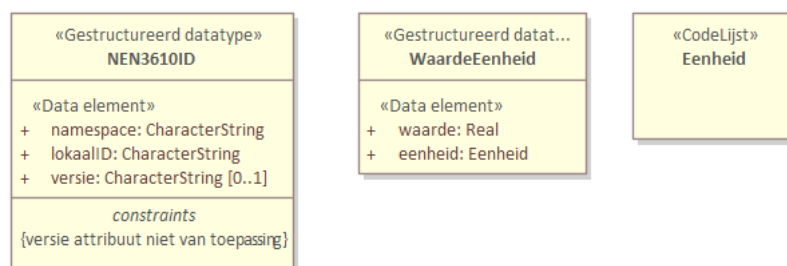 «Gestructureerd datatype»
NEN3610ID
«Data element»
+ namespace: CharacterString
+ lokaalID: CharacterString
+ versie: CharacterString [0..1]
constraints
{versie attribuut niet van toepassing}
«Gestructureerd datat...
WaardeEenheid
«Data element»
+ waarde: Real
+ eenheid: Eenheid
«CodeLijst»
Eenheid